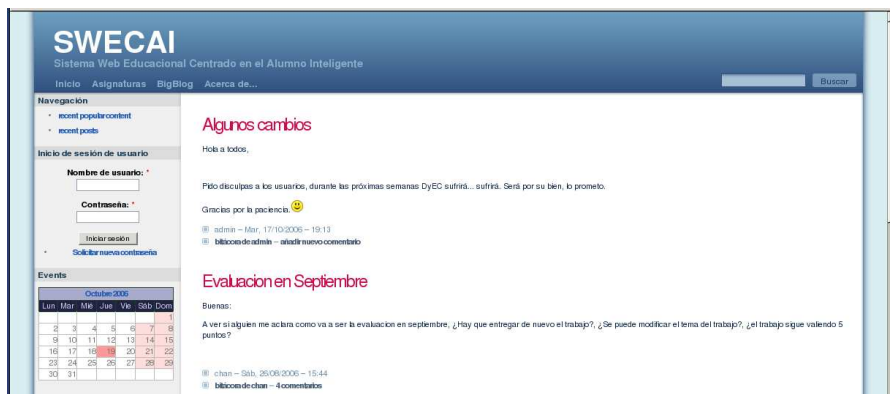 SWECAI
Sistema Web Educacional Centrado en el Alumno Inteligente
Inicio Asignaturas BigBlog Acerca de...
Buscar
Navegación
recent popular content
recent posts
Inicio de sesión de usuario
Nombre de usuario: *
Contraseña: *
Iniciar sesión
Solicitar nueva contraseña
Events
Octubre 2006
Lun Mar Mié Jue Vie Sáb Dom
1
2 3 4 5 6 7 8
9 10 11 12 13 14 15
16 17 18 19 20 21 22
23 24 25 26 27 28 29
30 31
Algunos cambios
Hola a todos,
Pido disculpas a los usuarios, durante las próximas semanas DyEC sufrirá... sufrirá. Será por su bien, lo prometo.
Gracias por la paciencia.
admin – Mar, 17/10/2006 – 19:13
bitácora de admin – añadir nuevo comentario
Evaluacion en Septiembre
Buenas:
A ver si alguien me aclara como va a ser la evaluacion en septiembre, ¿Hay que entregar de nuevo el trabajo?, ¿Se puede modificar el tema del trabajo?, ¿el trabajo sigue valiendo 5
puntos?
chan – Sáb, 26/08/2006 – 15:44
bitácora de chan – 4 comentarios